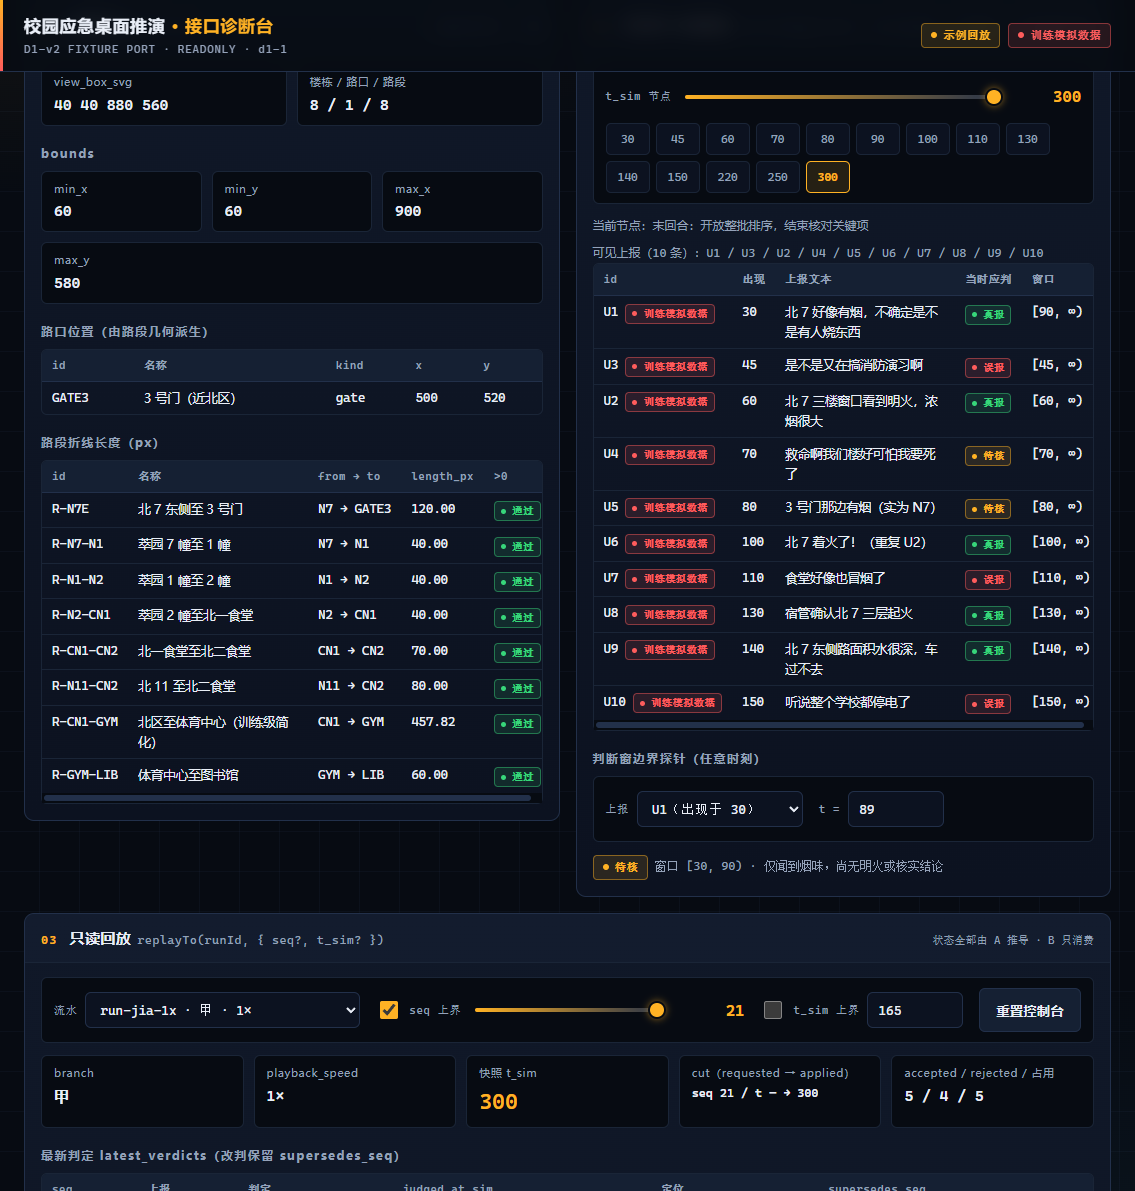 校园应急桌面推演 · 接口诊断台
D1-v2 FIXTURE PORT · READONLY · d1-1
示例回放
训练模拟数据
view_box_svg
40 40 880 560
楼栋 / 路口 / 路段
8 / 1 / 8
bounds
min_x
60
min_y
60
max_x
900
max_y
580
路口位置（由路段几何派生）
id 名称 kind x y
GATE3 3 号门（近北区） gate 500 520
路段折线长度（px）
id 名称 from → to length_px >0
R-N7E 北 7 东侧至 3 号门 N7 → GATE3 120.00 通过
R-N7-N1 萃园 7 幢至 1 幢 N7 → N1 40.00 通过
R-N1-N2 萃园 1 幢至 2 幢 N1 → N2 40.00 通过
R-N2-CN1 萃园 2 幢至北一食堂 N2 → CN1 40.00 通过
R-CN1-CN2 北一食堂至北二食堂 CN1 → CN2 70.00 通过
R-N11-CN2 北 11 至北二食堂 N11 → CN2 80.00 通过
R-CN1-GYM 北区至体育中心（训练级简 CN1 → GYM 457.82 通过
化）
R-GYM-LIB 体育中心至图书馆 GYM → LIB 60.00 通过
t_sim 节点 300
30 45 60 70 80 90 100 110 130
140 150 220 250 300
当前节点：末回合：开放整批排序，结束核对关键项
可见上报（10 条）: U1 / U3 / U2 / U4 / U5 / U6 / U7 / U8 / U9 / U10
id 出现 上报文本 当时应判 窗口
U1 训练模拟数据 30 北 7 好像有烟，不确定是不 真报 [90, ∞)
是有人烧东西
U3 训练模拟数据 45 是不是又在搞消防演习啊 误报 [45, ∞)
U2 训练模拟数据 60 北 7 三楼窗口看到明火，浓 真报 [60, ∞)
烟很大
U4 训练模拟数据 70 救命啊我们楼好可怕我要死 待核 [70, ∞)
了
U5 训练模拟数据 80 3 号门那边有烟（实为 N7） 待核 [80, ∞)
U6 训练模拟数据 100 北 7 着火了！（重复 U2） 真报 [100, ∞)
U7 训练模拟数据 110 食堂好像也冒烟了 误报 [110, ∞)
U8 训练模拟数据 130 宿管确认北 7 三层起火 真报 [130, ∞)
U9 训练模拟数据 140 北 7 东侧路面积水很深，车 真报 [140, ∞)
过不去
U10 训练模拟数据 150 听说整个学校都停电了 误报 [150, ∞)
判断窗边界探针（任意时刻）
上报 U1（出现于 30） t = 89
待核 窗口 [30, 90) · 仅闻到烟味，尚无明火或核实结论
03 只读回放 replayTo(runId, { seq?, t_sim? }) 状态全部由 A 推导 · B 只消费
流水 run-jia-1x · 甲 · 1× seq 上界 21 t_sim 上界 165 重置控制台
branch
甲
playback_speed
1×
快照 t_sim
300
cut (requested → applied)
seq 21 / t — → 300
accepted / rejected / 占用
5 / 4 / 5
最新判定 latest_verdicts（改判保留 supersedes_seq）
seq 上报 判定 judged_at_sim 定位 supersedes_seq